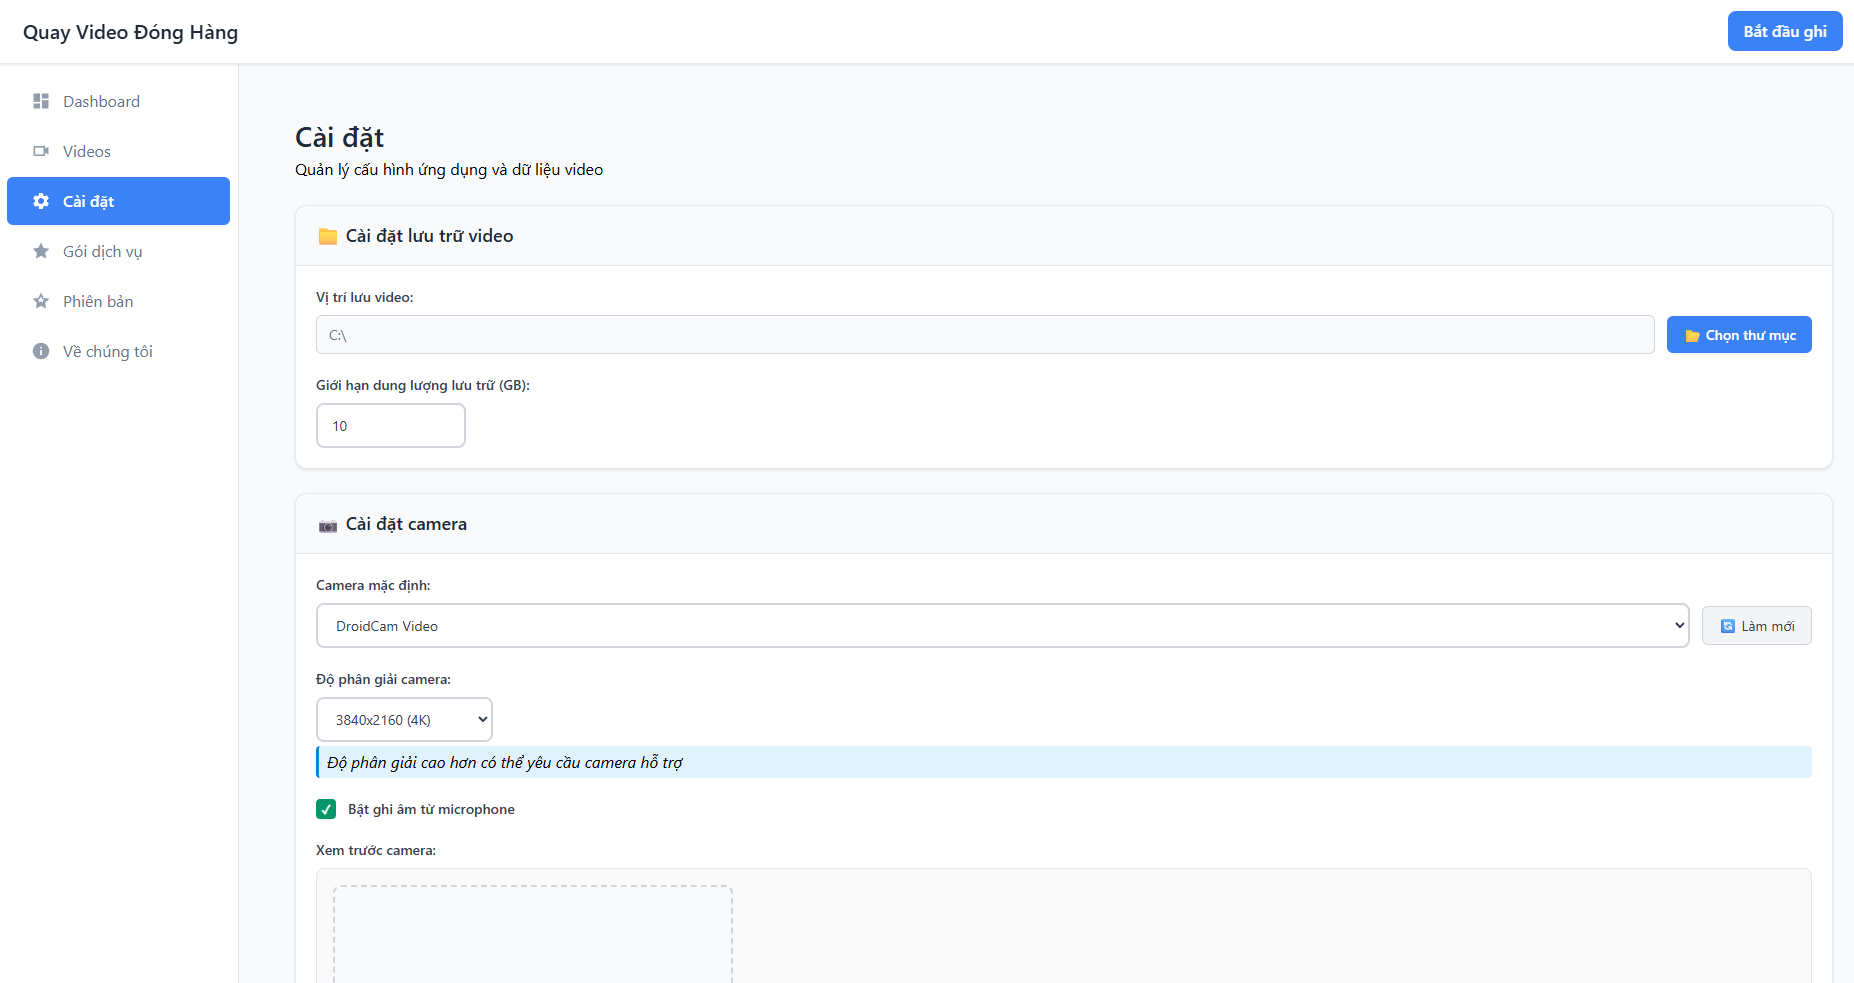 Quay Video Đóng Hàng
Bắt đầu ghi
Dashboard
Videos
Cài đặt
Gói dịch vụ
Phiên bản
Về chúng tôi
Cài đặt
Quản lý cấu hình ứng dụng và dữ liệu video
Cài đặt lưu trữ video
Vị trí lưu video:
C:\
Chọn thư mục
Giới hạn dung lượng lưu trữ (GB):
10
Cài đặt camera
Camera mặc định:
DroidCam Video
Làm mới
Độ phân giải camera:
3840x2160 (4K)
Độ phân giải cao hơn có thể yêu cầu camera hỗ trợ
Bật ghi âm từ microphone
Xem trước camera: